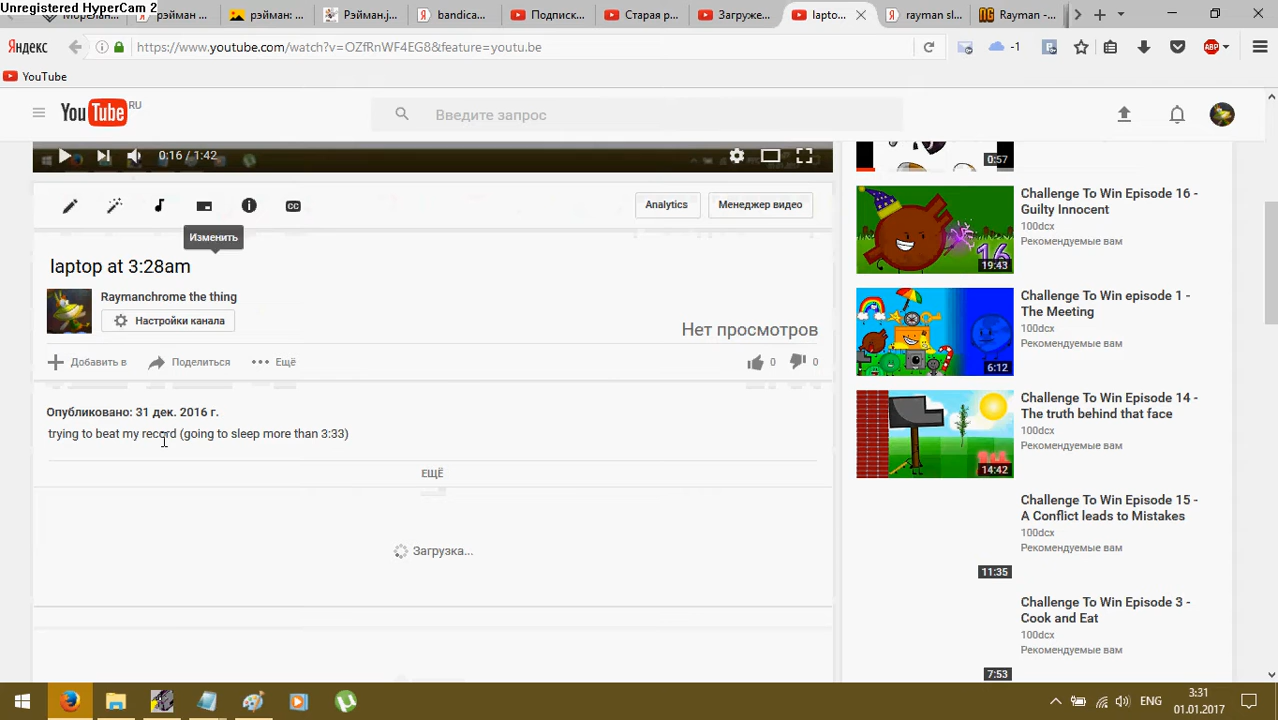 Unregistered HyperCam 2
рэйман ...
Рэйман.j...
bandica...
Подписк...
Старая р...
Загруже...
lapto...
rayman sl...
Rayman -...
Яндекс
https://www.youtube.com/watch?v=OZfRnWF4EG8&feature=youtu.be
-1
ABP
YouTube
YouTube RU
Введите запрос
0:16 / 1:42
0:57
CC
Analytics
Менеджер видео
Изменить
laptop at 3:28am
Raymanchrome the thing
Настройки канала
Нет просмотров
Добавить в
Поделиться
Ещё
0
0
Опубликовано: 31 дек. 2016 г.
trying to beat my record (going to sleep more than 3:33)
ЕЩЁ
Загрузка...
Challenge To Win Episode 16 -
Guilty Innocent
100dcx
Рекомендуемые вам
16
19:43
Challenge To Win episode 1 -
The Meeting
100dcx
Рекомендуемые вам
6:12
Challenge To Win Episode 14 -
The truth behind that face
100dcx
Рекомендуемые вам
14:42
Challenge To Win Episode 15 -
A Conflict leads to Mistakes
100dcx
Рекомендуемые вам
11:35
Challenge To Win Episode 3 -
Cook and Eat
100dcx
Рекомендуемые вам
7:53
ENG
3:31
01.01.2017